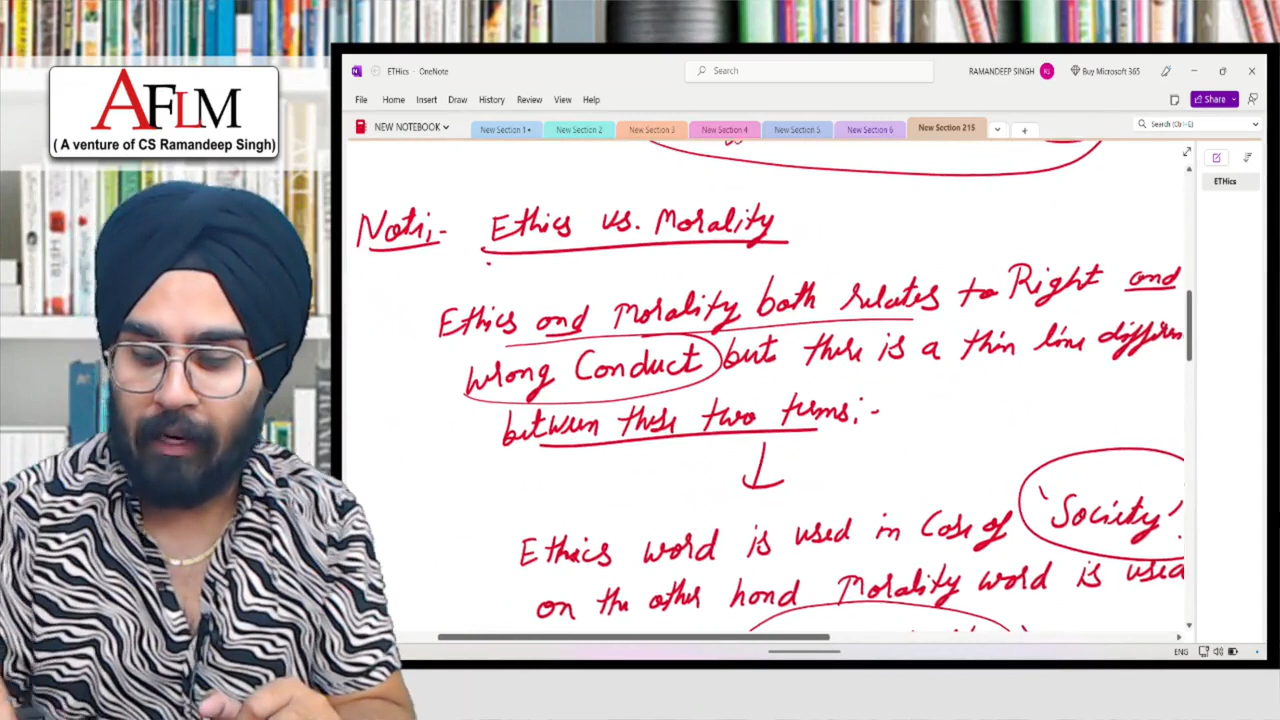 AFLM
( A venture of CS Ramandeep Singh)
ETHics - OneNote
Search
RAMANDEEP SINGH
RS
Buy Microsoft 365
File Home Insert Draw History Review View Help
Share
NEW NOTEBOOK
New Section 1
New Section 2
New Section 3
New Section 4
New Section 5
New Section 6
New Section 215
Search (Ctrl+E)
ETHics
Ethics vs. Morality
Ethics and Morality both relates to Right and
wrong Conduct but there is a thin line
between these two terms:-
Ethics word is used in Case of 'Society'.
on the other hand Morality word is used
ENG